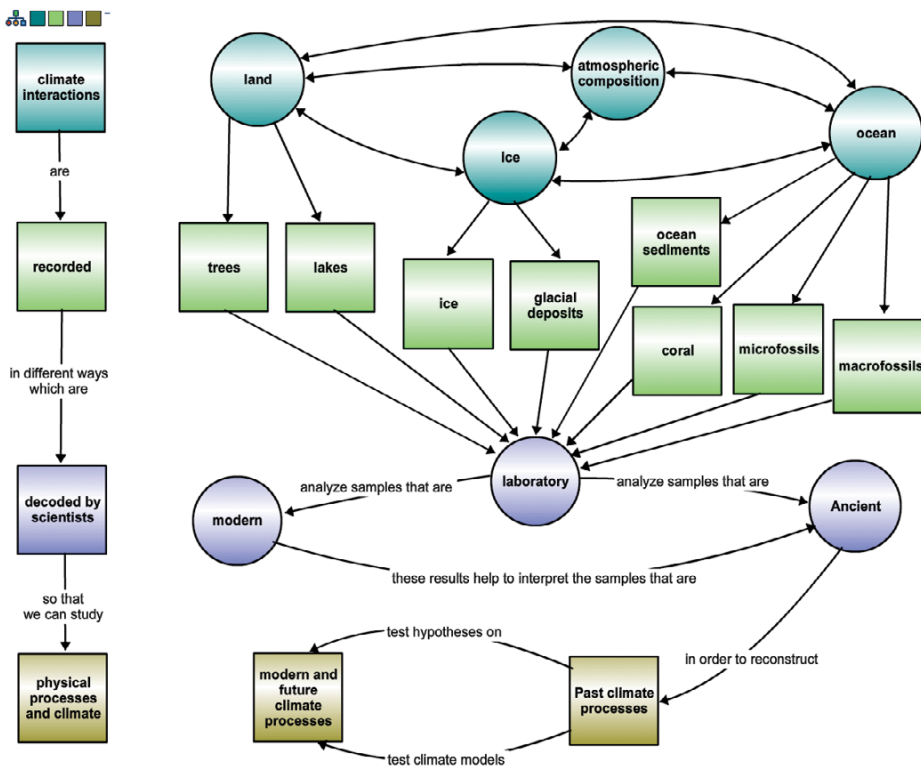 climate
interactions
are
recorded
in different ways
which are
decoded by
scientists
so that
we can study
physical
processes
and climate
land
atmospheric
composition
ice
ocean
trees
lakes
ice
glacial
deposits
ocean
sediments
coral
microfossils
macrofossils
laboratory
analyze samples that are
analyze samples that are
modern
Ancient
these results help to interpret the samples that are
in order to reconstruct
test hypotheses on
modern and
future
climate
processes
Past climate
processes
test climate models